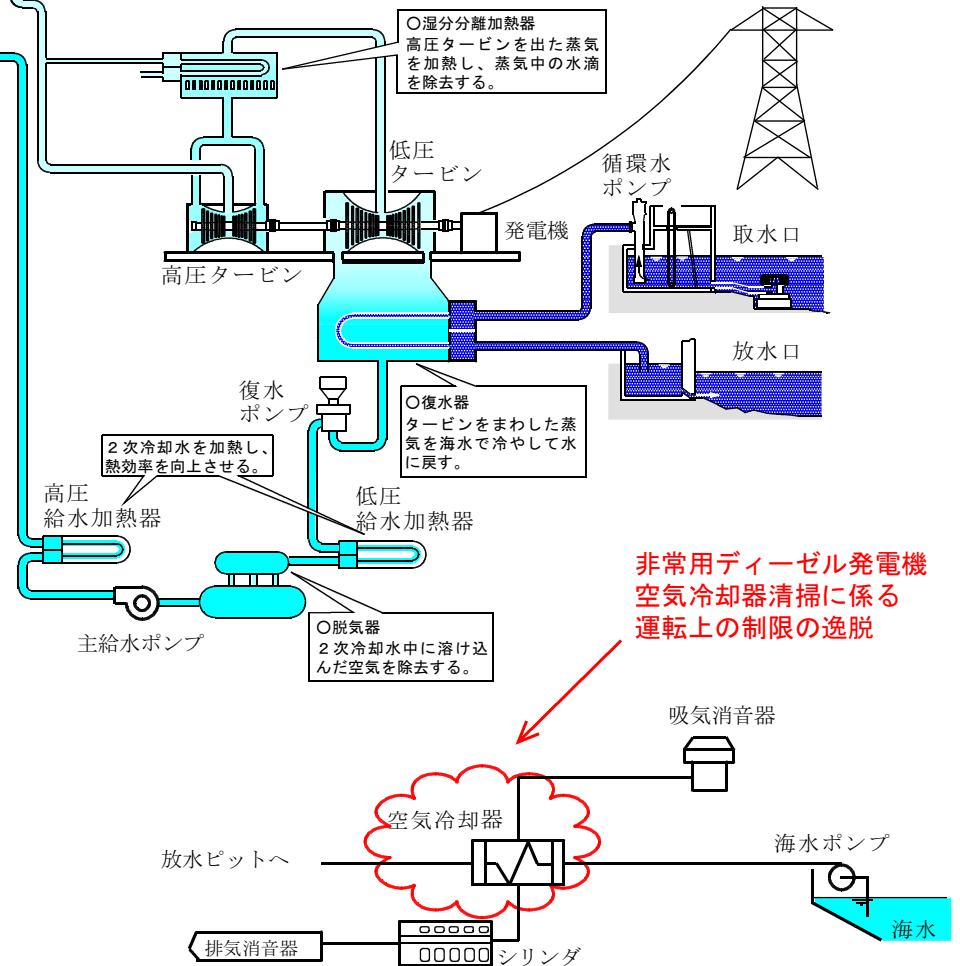 ○湿分分離加熱器
高圧タービンを出た蒸気
を加熱し、蒸気中の水滴
を除去する。
低圧
タービン
循環水
ポンプ
発電機
取水口
高圧タービン
放水口
復水
ポンプ
○復水器
タービンをまわした蒸
気を海水で冷やして水
に戻す。
２次冷却水を加熱し、
熱効率を向上させる。
高圧
給水加熱器
低圧
給水加熱器
非常用ディーゼル発電機
空気冷却器清掃に係る
運転上の制限の逸脱
○脱気器
２次冷却水中に溶け込
んだ空気を除去する。
主給水ポンプ
吸気消音器
空気冷却器
海水ポンプ
放水ピットへ
海水
排気消音器
シリンダ